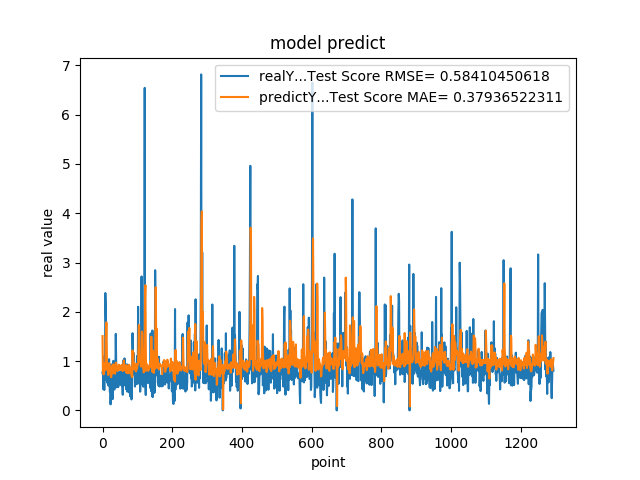 model predict
realY...Test Score RMSE= 0.58410450618
predictY...Test Score MAE= 0.37936522311
real value
7
6
5
4
3
2
1
0
0 200 400 600 800 1000 1200
point